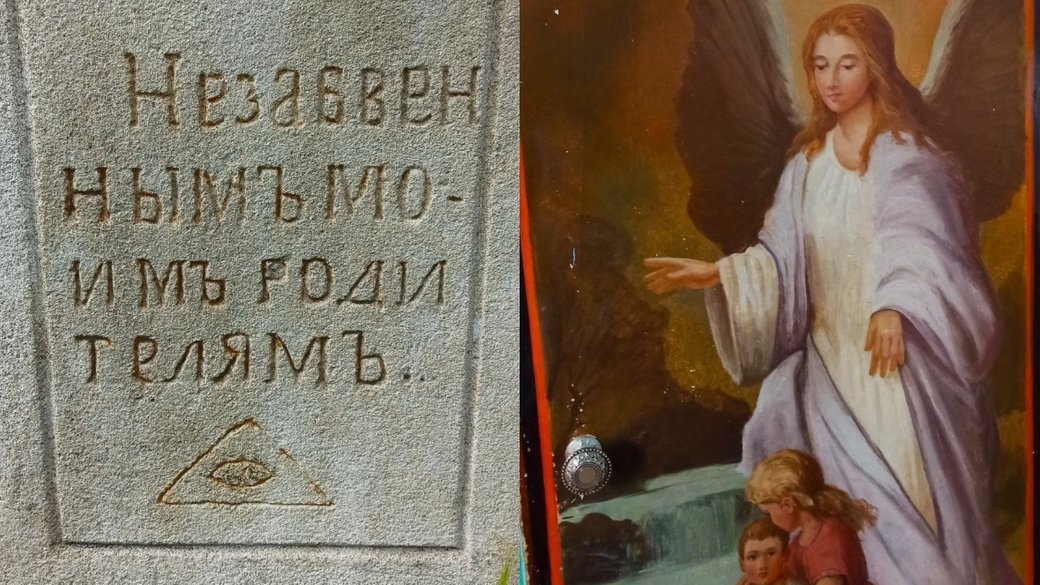 Незабвен
нымъ мо-
имъ роди
телямъ..